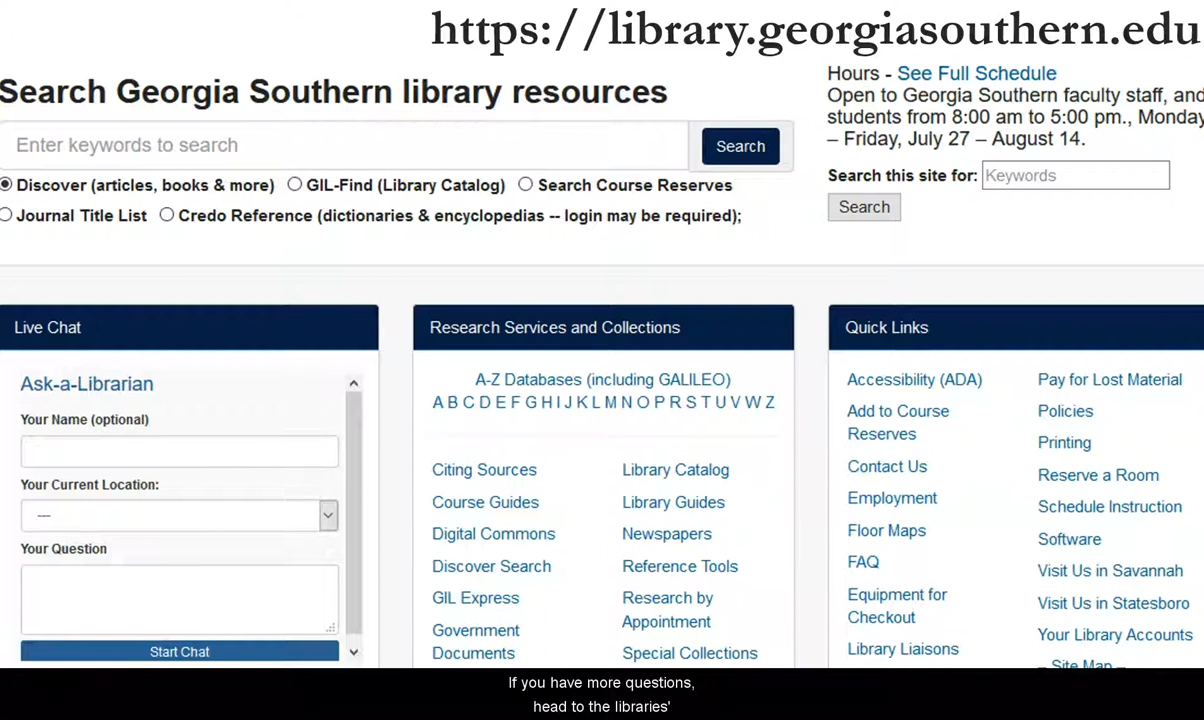 https://library.georgiasouthern.edu
Search Georgia Southern library resources
Enter keywords to search
Search
Discover (articles, books & more)
GIL-Find (Library Catalog)
Search Course Reserves
Journal Title List
Credo Reference (dictionaries & encyclopedias -- login may be required);
Hours - See Full Schedule
Open to Georgia Southern faculty staff, and
students from 8:00 am to 5:00 pm., Monday
– Friday, July 27 – August 14.
Search this site for:
Keywords
Search
Live Chat
Ask-a-Librarian
Your Name (optional)
Your Current Location:
---
Your Question
Start Chat
Research Services and Collections
A-Z Databases (including GALILEO)
A B C D E F G H I J K L M N O P R S T U V W Z
Citing Sources
Course Guides
Digital Commons
Discover Search
GIL Express
Government
Documents
Library Catalog
Library Guides
Newspapers
Reference Tools
Research by
Appointment
Special Collections
Quick Links
Accessibility (ADA)
Add to Course
Reserves
Contact Us
Employment
Floor Maps
FAQ
Equipment for
Checkout
Library Liaisons
Pay for Lost Material
Policies
Printing
Reserve a Room
Schedule Instruction
Software
Visit Us in Savannah
Visit Us in Statesboro
Your Library Accounts
– Site Map –
If you have more questions,
head to the libraries'